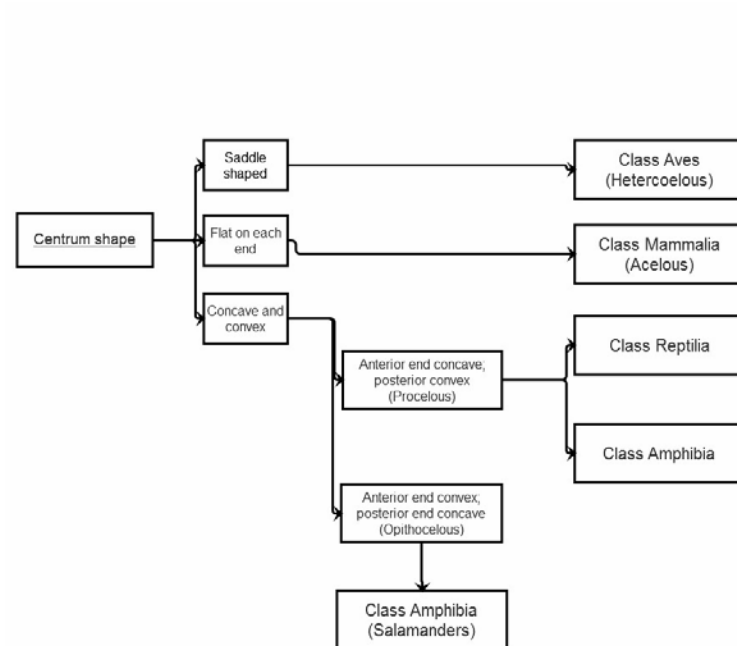 Saddle
shaped
Class Aves
(Hetercoelous)
Centrum shape
Flat on each
end
Class Mammalia
(Acelous)
Concave and
convex
Anterior end concave;
posterior convex
(Procelous)
Class Reptilia
Class Amphibia
Anterior end convex;
posterior end concave
(Opithocelous)
Class Amphibia
(Salamanders)